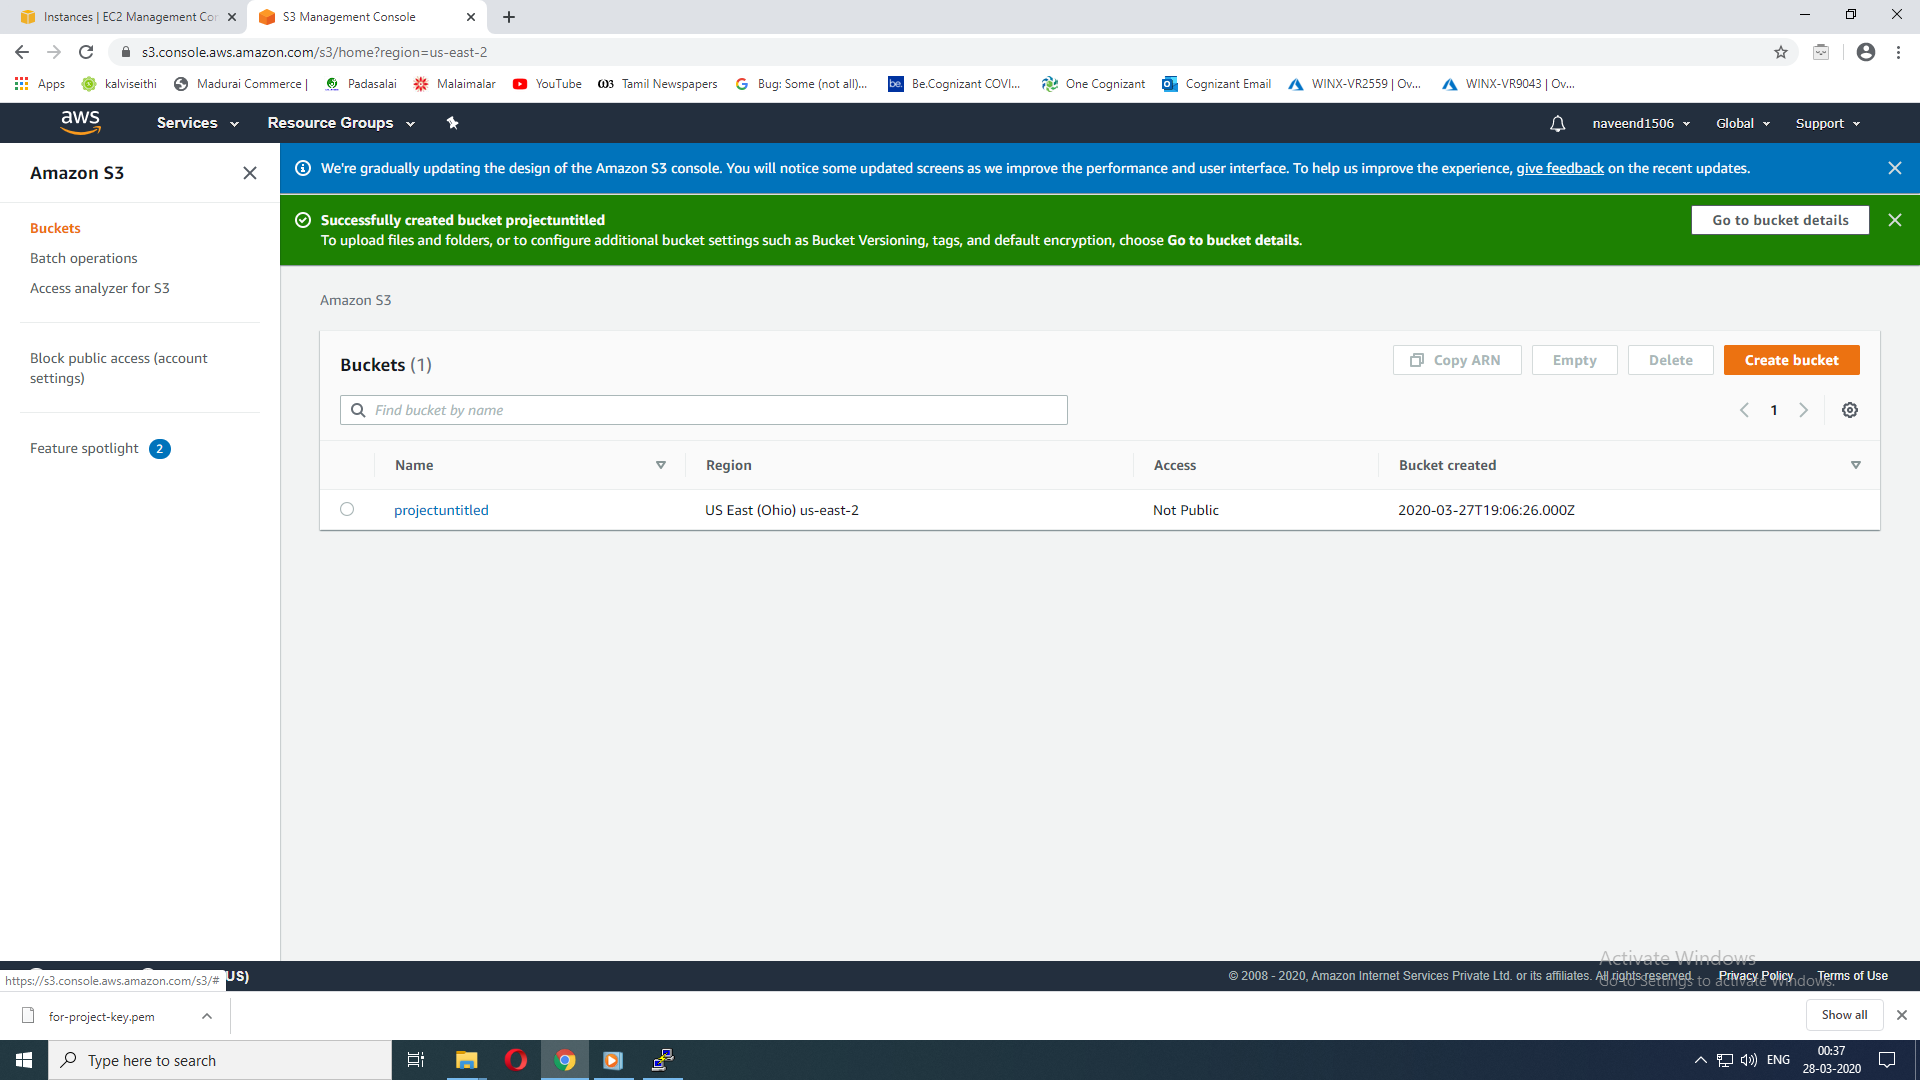 Instances | EC2 Management Con
S3 Management Console
s3.console.aws.amazon.com/s3/home?region=us-east-2
Apps
kalviseithi
Madurai Commerce |
Padasalai
Malaimalar
YouTube
Tamil Newspapers
Bug: Some (not all)...
be.
Be.Cognizant COVI...
One Cognizant
Cognizant Email
WINX-VR2559 | Ov...
WINX-VR9043 | Ov...
aws
Services
Resource Groups
naveend1506
Global
Support
Amazon S3
Buckets
Batch operations
Access analyzer for S3
Block public access (account
settings)
Feature spotlight 2
We're gradually updating the design of the Amazon S3 console. You will notice some updated screens as we improve the performance and user interface. To help us improve the experience, give feedback on the recent updates.
Successfully created bucket projectuntitled
To upload files and folders, or to configure additional bucket settings such as Bucket Versioning, tags, and default encryption, choose Go to bucket details.
Go to bucket details
Amazon S3
Buckets (1)
Copy ARN
Empty
Delete
Create bucket
Find bucket by name
1
Name
Region
Access
Bucket created
projectuntitled
US East (Ohio) us-east-2
Not Public
2020-03-27T19:06:26.000Z
Activate Windows
Go to Settings to activate Windows.
US)
© 2008 - 2020, Amazon Internet Services Private Ltd. or its affiliates. All rights reserved.
Privacy Policy
Terms of Use
https://s3.console.aws.amazon.com/s3/#
for-project-key.pem
Show all
Type here to search
ENG
00:37
28-03-2020